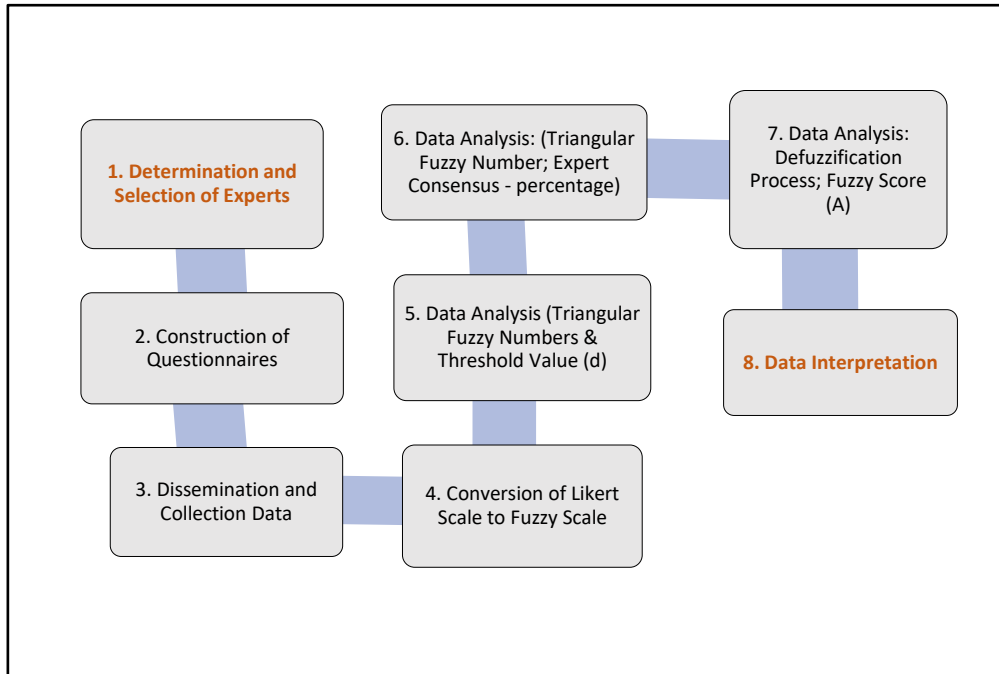 1. Determination and
Selection of Experts
2. Construction of
Questionnaires
3. Dissemination and
Collection Data
4. Conversion of Likert
Scale to Fuzzy Scale
5. Data Analysis (Triangular
Fuzzy Numbers &
Threshold Value (d)
6. Data Analysis: (Triangular
Fuzzy Number; Expert
Consensus - percentage)
7. Data Analysis:
Defuzzification
Process; Fuzzy Score
(A)
8. Data Interpretation